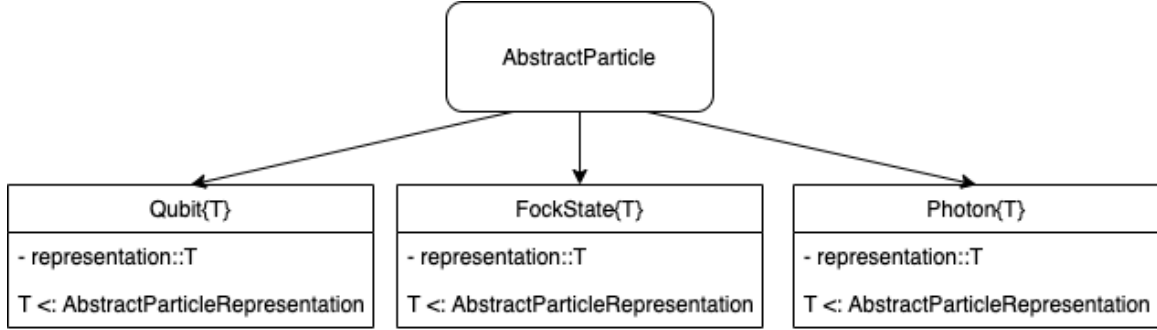 AbstractParticle
Qubit{T}
- representation::T
T <: AbstractParticleRepresentation
FockState{T}
- representation::T
T <: AbstractParticleRepresentation
Photon{T}
- representation::T
T <: AbstractParticleRepresentation